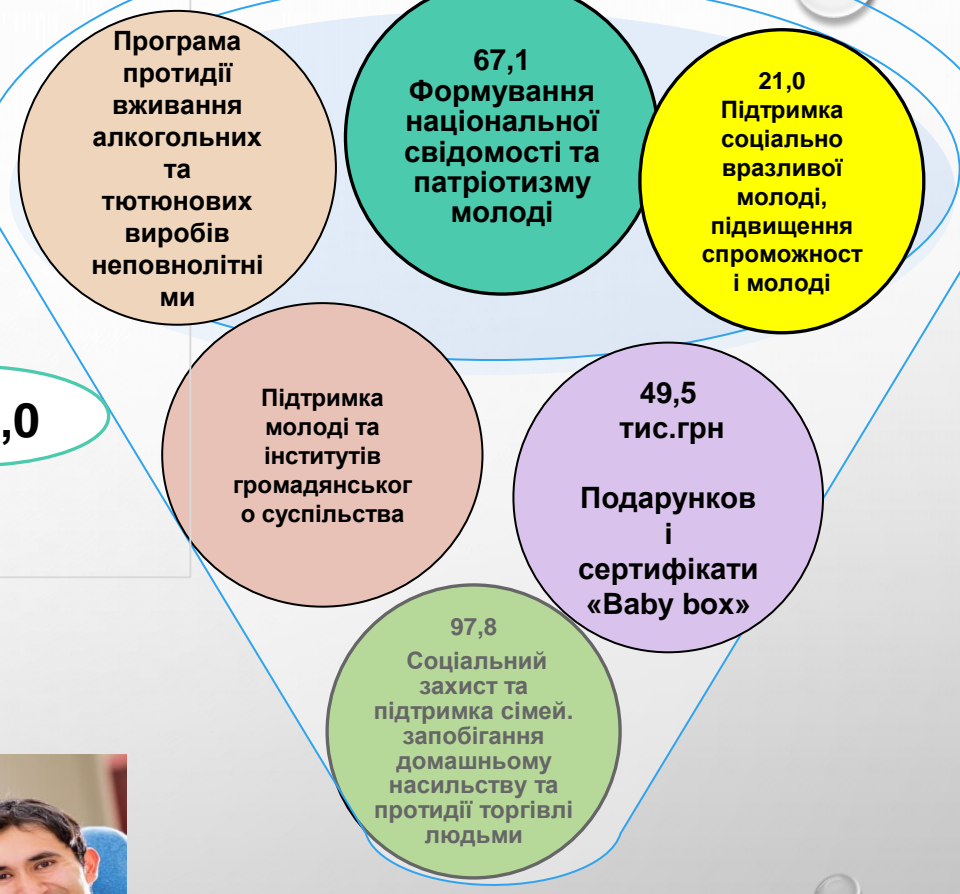 Програма
протидії
вживання
алкогольних
та
тютюнових
виробів
неповнолітні
ми
67,1
Формування
національної
свідомості та
патріотизму
молоді
21,0
Підтримка
соціально
вразливої
молоді,
підвищення
спроможност
і молоді
,0
Підтримка
молоді та
інститутів
громадянськог
о суспільства
49,5
тис.грн
Подарунков
і
сертифікати
«Baby box»
97,8
Соціальний
захист та
підтримка сімей.
запобігання
домашньому
насильству та
протидії торгівлі
людьми